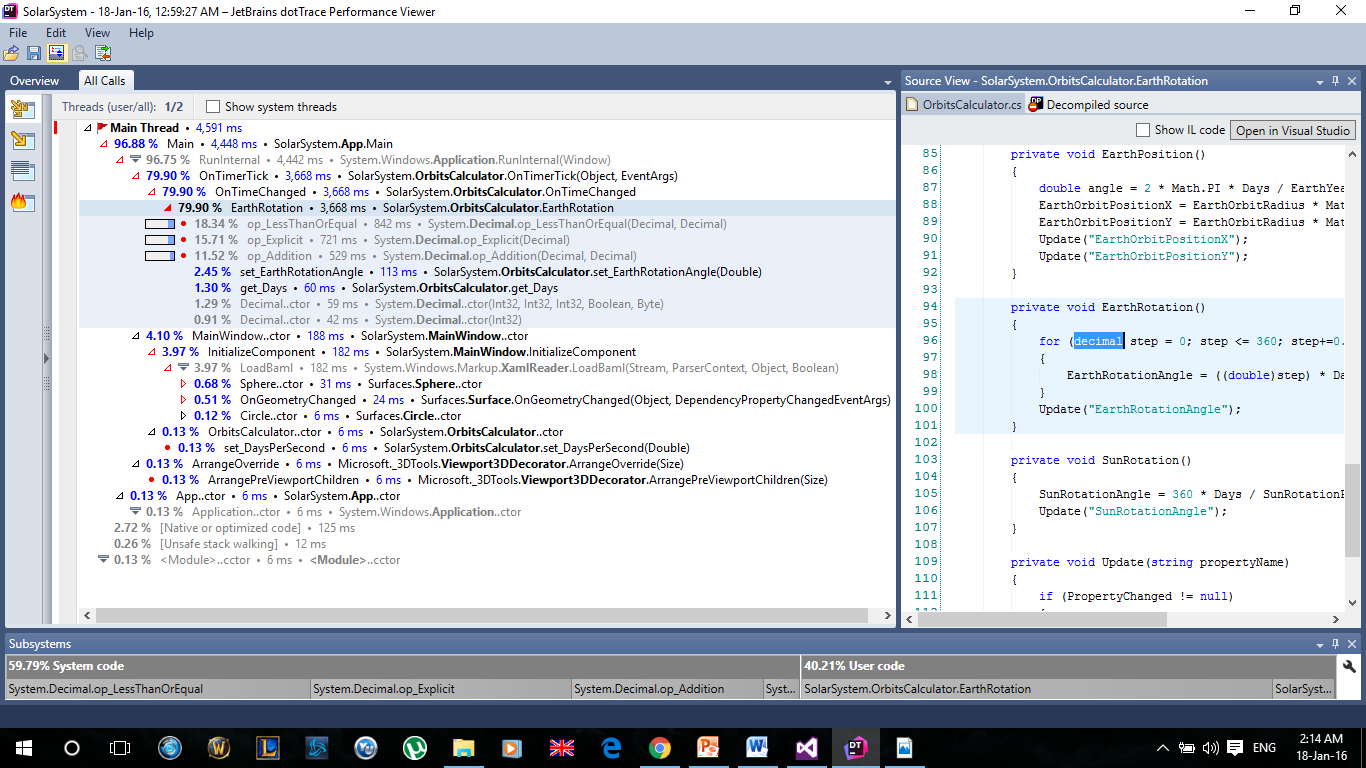 SolarSystem - 18-Jan-16, 12:59:27 AM – JetBrains dotTrace Performance Viewer
File Edit View Help
Overview All Calls
Threads (user/all): 1/2 Show system threads
Main Thread • 4,591 ms
96.88 % Main • 4,448 ms • SolarSystem.App.Main
96.75 % RunInternal • 4,442 ms • System.Windows.Application.RunInternal(Window)
79.90 % OnTimerTick • 3,668 ms • SolarSystem.OrbitsCalculator.OnTimerTick(Object, EventArgs)
79.90 % OnTimeChanged • 3,668 ms • SolarSystem.OrbitsCalculator.OnTimeChanged
79.90 % EarthRotation • 3,668 ms • SolarSystem.OrbitsCalculator.EarthRotation
18.34 % op_LessThanOrEqual • 842 ms • System.Decimal.op_LessThanOrEqual(Decimal, Decimal)
15.71 % op_Explicit • 721 ms • System.Decimal.op_Explicit(Decimal)
11.52 % op_Addition • 529 ms • System.Decimal.op_Addition(Decimal, Decimal)
2.45 % set_EarthRotationAngle • 113 ms • SolarSystem.OrbitsCalculator.set_EarthRotationAngle(Double)
1.30 % get_Days • 60 ms • SolarSystem.OrbitsCalculator.get_Days
1.29 % Decimal..ctor • 59 ms • System.Decimal..ctor(Int32, Int32, Int32, Boolean, Byte)
0.91 % Decimal..ctor • 42 ms • System.Decimal..ctor(Int32)
4.10 % MainWindow..ctor • 188 ms • SolarSystem.MainWindow..ctor
3.97 % InitializeComponent • 182 ms • SolarSystem.MainWindow.InitializeComponent
3.97 % LoadBaml • 182 ms • System.Windows.Markup.XamlReader.LoadBaml(Stream, ParserContext, Object, Boolean)
0.68 % Sphere..ctor • 31 ms • Surfaces.Sphere..ctor
0.51 % OnGeometryChanged • 24 ms • Surfaces.Surface.OnGeometryChanged(Object, DependencyPropertyChangedEventArgs)
0.12 % Circle..ctor • 6 ms • Surfaces.Circle..ctor
0.13 % OrbitsCalculator..ctor • 6 ms • SolarSystem.OrbitsCalculator..ctor
0.13 % set_DaysPerSecond • 6 ms • SolarSystem.OrbitsCalculator.set_DaysPerSecond(Double)
0.13 % ArrangeOverride • 6 ms • Microsoft._3DTools.Viewport3DDecorator.ArrangeOverride(Size)
0.13 % ArrangePreViewportChildren • 6 ms • Microsoft._3DTools.Viewport3DDecorator.ArrangePreViewportChildren(Size)
0.13 % App..ctor • 6 ms • SolarSystem.App..ctor
0.13 % Application..ctor • 6 ms • System.Windows.Application..ctor
2.72 % [Native or optimized code] • 125 ms
0.26 % [Unsafe stack walking] • 12 ms
0.13 % <Module>..cctor • 6 ms • <Module>..cctor
Source View - SolarSystem.OrbitsCalculator.EarthRotation
OrbitsCalculator.cs Decompiled source
Show IL code Open in Visual Studio
85 private void EarthPosition()
86 {
87 double angle = 2 * Math.PI * Days / EarthYea
88 EarthOrbitPositionX = EarthOrbitRadius * Mat
89 EarthOrbitPositionY = EarthOrbitRadius * Mat
90 Update("EarthOrbitPositionX");
91 Update("EarthOrbitPositionY");
92 }
93
94 private void EarthRotation()
95 {
96 for (decimal step = 0; step <= 360; step+=0.
97 {
98 EarthRotationAngle = ((double)step) * Da
99 }
100 Update("EarthRotationAngle");
101 }
102
103 private void SunRotation()
104 {
105 SunRotationAngle = 360 * Days / SunRotationP
106 Update("SunRotationAngle");
107 }
108
109 private void Update(string propertyName)
110 {
111 if (PropertyChanged != null)
Subsystems
59.79% System code 40.21% User code
System.Decimal.op_LessThanOrEqual System.Decimal.op_Explicit System.Decimal.op_Addition Syst... SolarSystem.OrbitsCalculator.EarthRotation SolarSyst...
ENG
2:14 AM
18-Jan-16